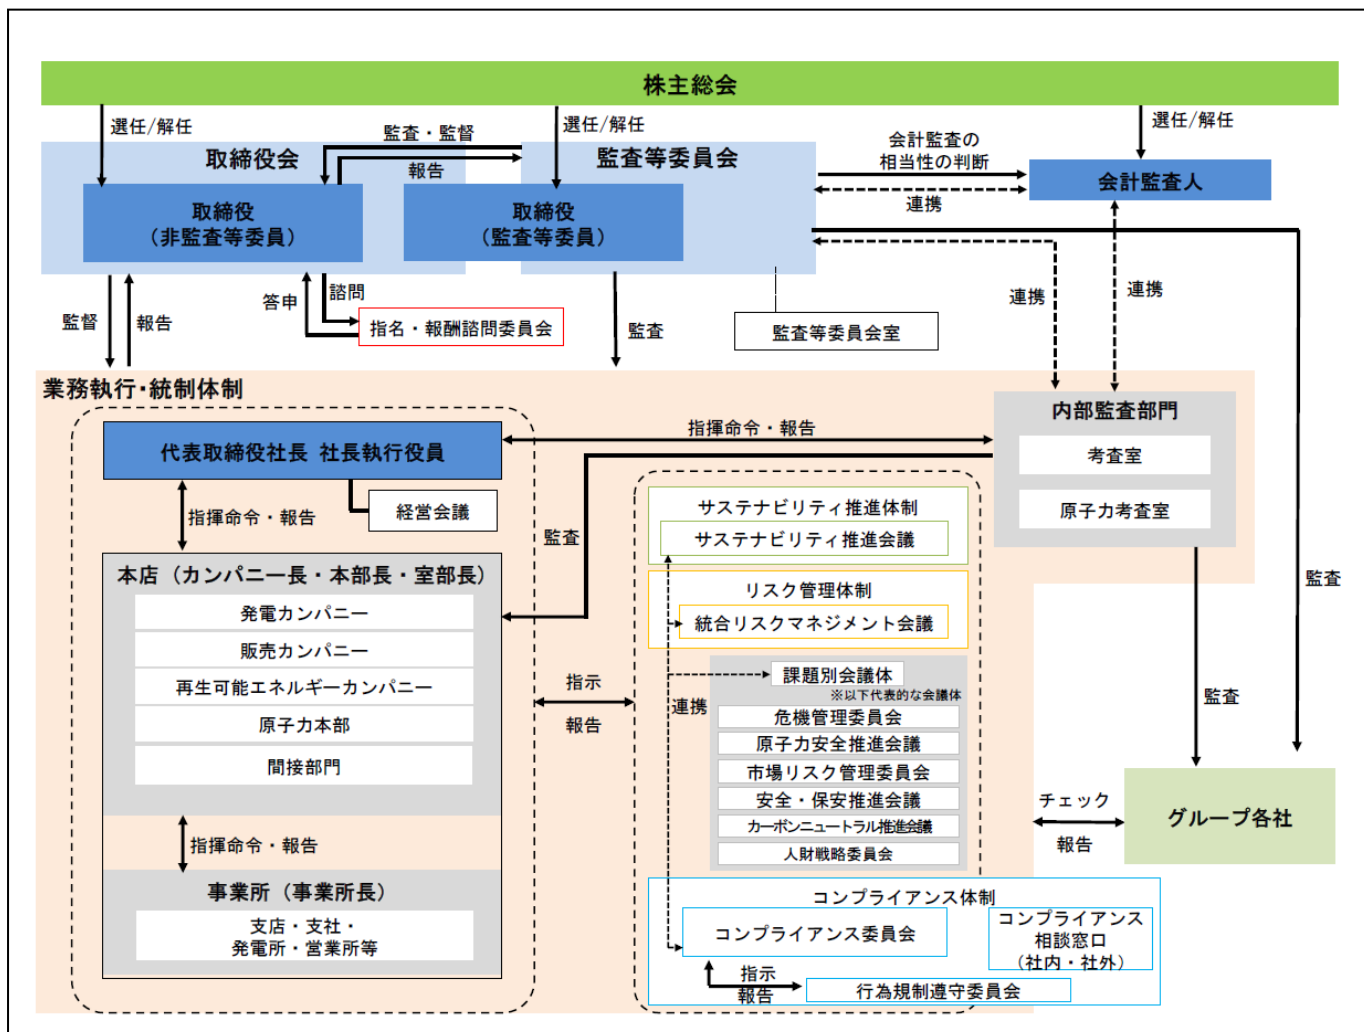 株主総会
選任/解任
監査・監督
選任/解任
会計監査の
相当性の判断
選任/解任
取締役会
報告
監査等委員会
連携
会計監査人
取締役
(非監査等委員)
取締役
(監査等委員)
監督
報告
答申
諮問
指名・報酬諮問委員会
監査
監査等委員会室
連携
連携
業務執行・統制体制
代表取締役社長 社長執行役員
指揮命令・報告
内部監査部門
考査室
原子力考査室
経営会議
指揮命令・報告
監査
サステナビリティ推進体制
サステナビリティ推進会議
監査
本店(カンパニー長・本部長・室部長)
発電カンパニー
販売カンパニー
再生可能エネルギーカンパニー
原子力本部
間接部門
リスク管理体制
統合リスクマネジメント会議
指示
報告
連携
課題別会議体
※以下代表的な会議体
危機管理委員会
原子力安全推進会議
市場リスク管理委員会
安全・保安推進会議
カーボンニュートラル推進会議
人財戦略委員会
監査
チェック
報告
グループ各社
指揮命令・報告
事業所(事業所長)
支店・支社・
発電所・営業所等
コンプライアンス体制
コンプライアンス委員会
コンプライアンス
相談窓口
(社内・社外)
指示
報告
行為規制遵守委員会